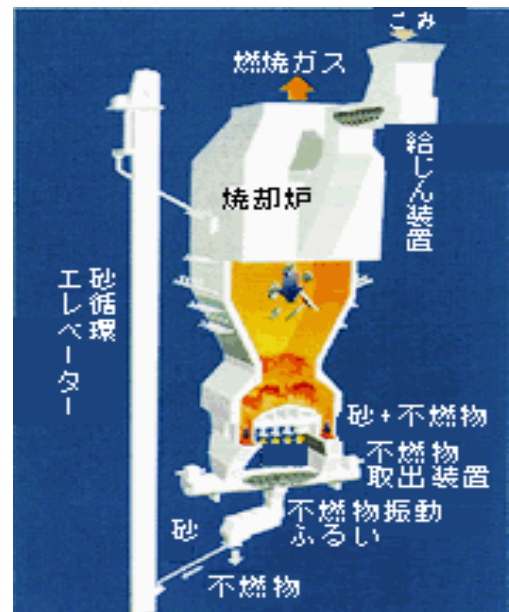 ごみ
燃焼ガス
給じん装置
焼却炉
砂循環
エレベーター
砂+不燃物
不燃物
取出装置
不燃物振動
ふるい
砂
不燃物